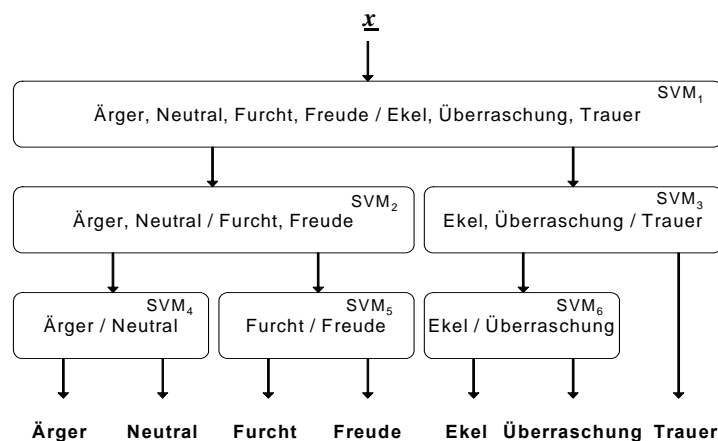 x
SVM₁
Ärger, Neutral, Furcht, Freude / Ekel, Überraschung, Trauer
SVM₂
Ärger, Neutral / Furcht, Freude
SVM₃
Ekel, Überraschung / Trauer
SVM₄
Ärger / Neutral
SVM₅
Furcht / Freude
SVM₆
Ekel / Überraschung
Ärger Neutral Furcht Freude Ekel Überraschung Trauer